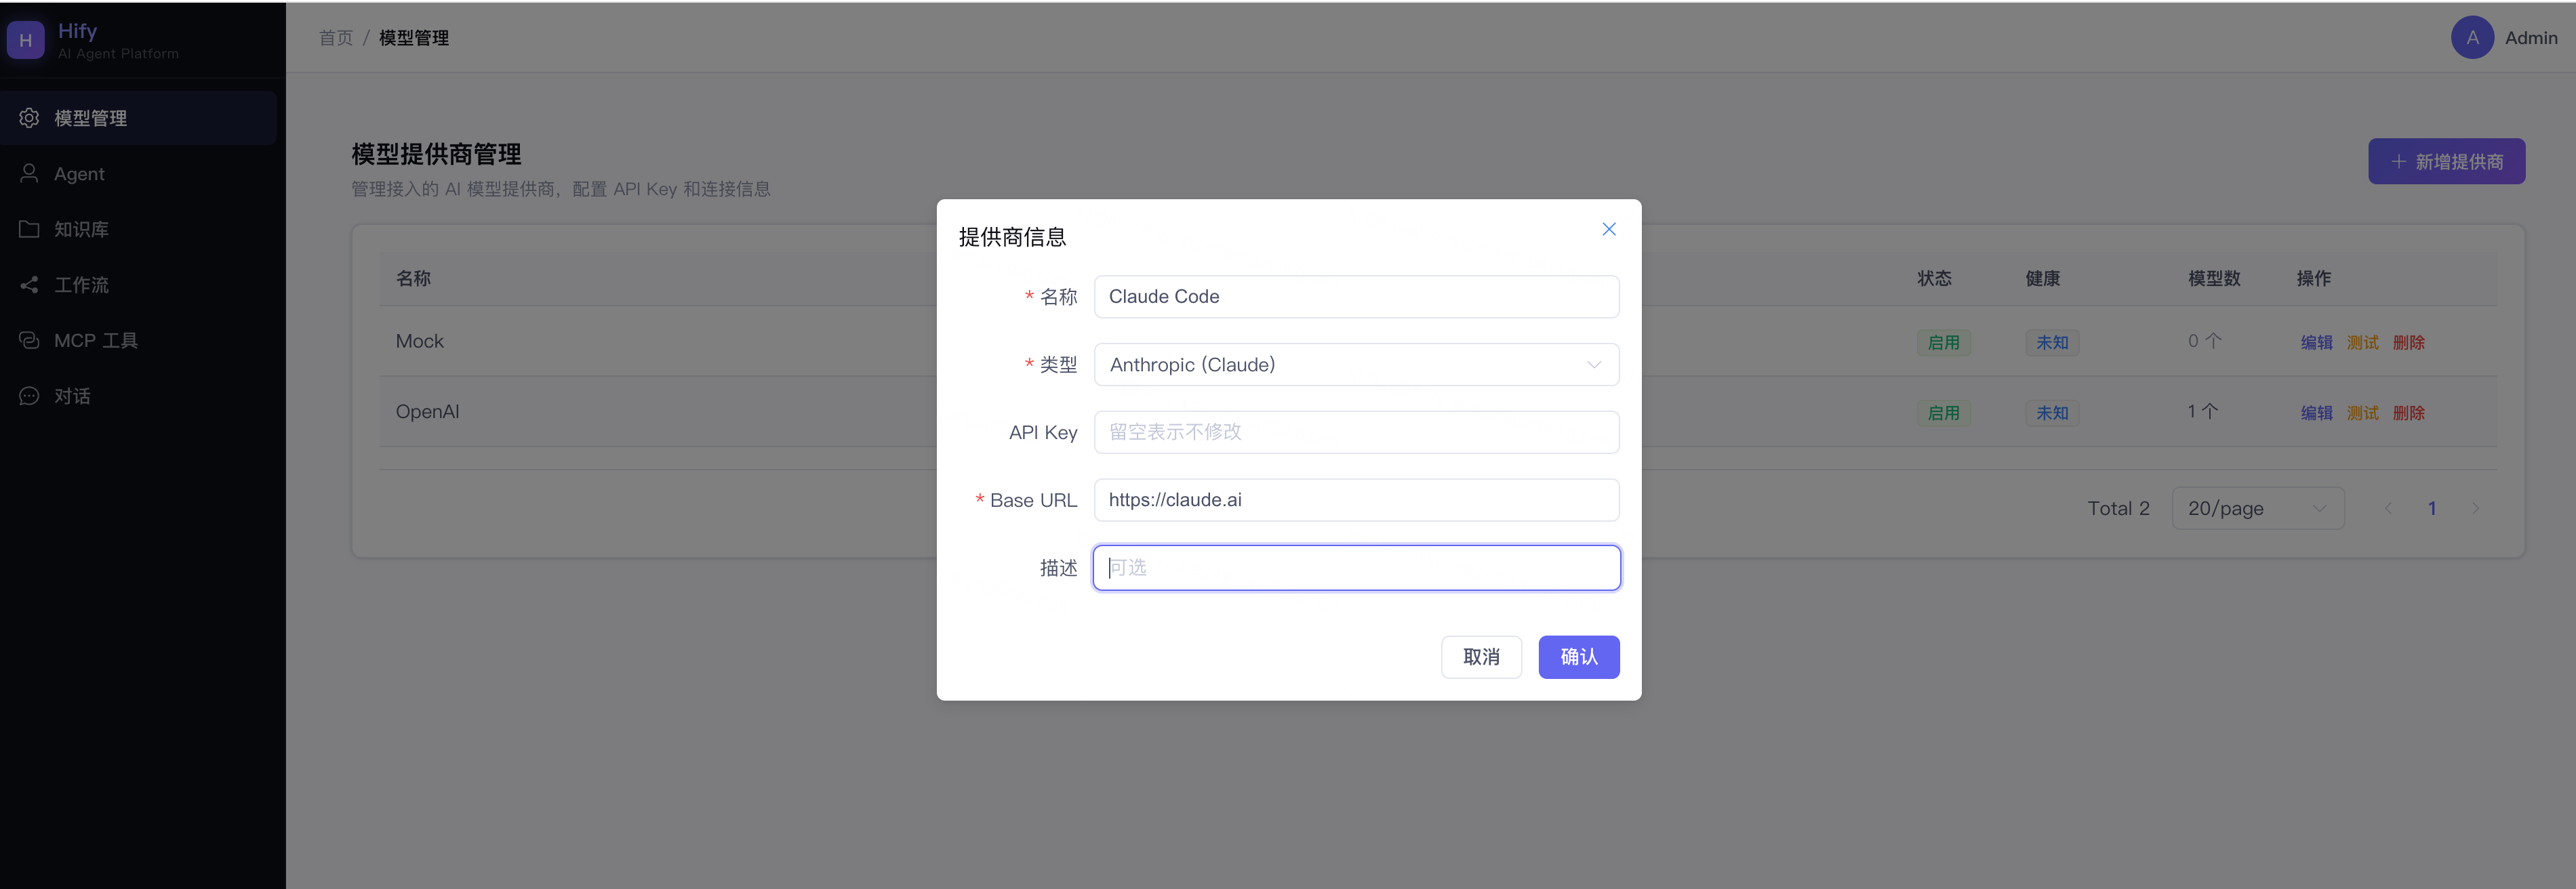 H
Hify
AI Agent Platform
首页 / 模型管理
A
Admin
模型管理
Agent
知识库
工作流
MCP 工具
对话
模型提供商管理
管理接入的 AI 模型提供商，配置 API Key 和连接信息
新增提供商
名称
状态
健康
模型数
操作
Mock
启用
未知
0 个
编辑 测试 删除
OpenAI
启用
未知
1 个
编辑 测试 删除
Total 2
20/page
1
提供商信息
* 名称
Claude Code
* 类型
Anthropic (Claude)
API Key
留空表示不修改
* Base URL
https://claude.ai
描述
可选
取消
确认